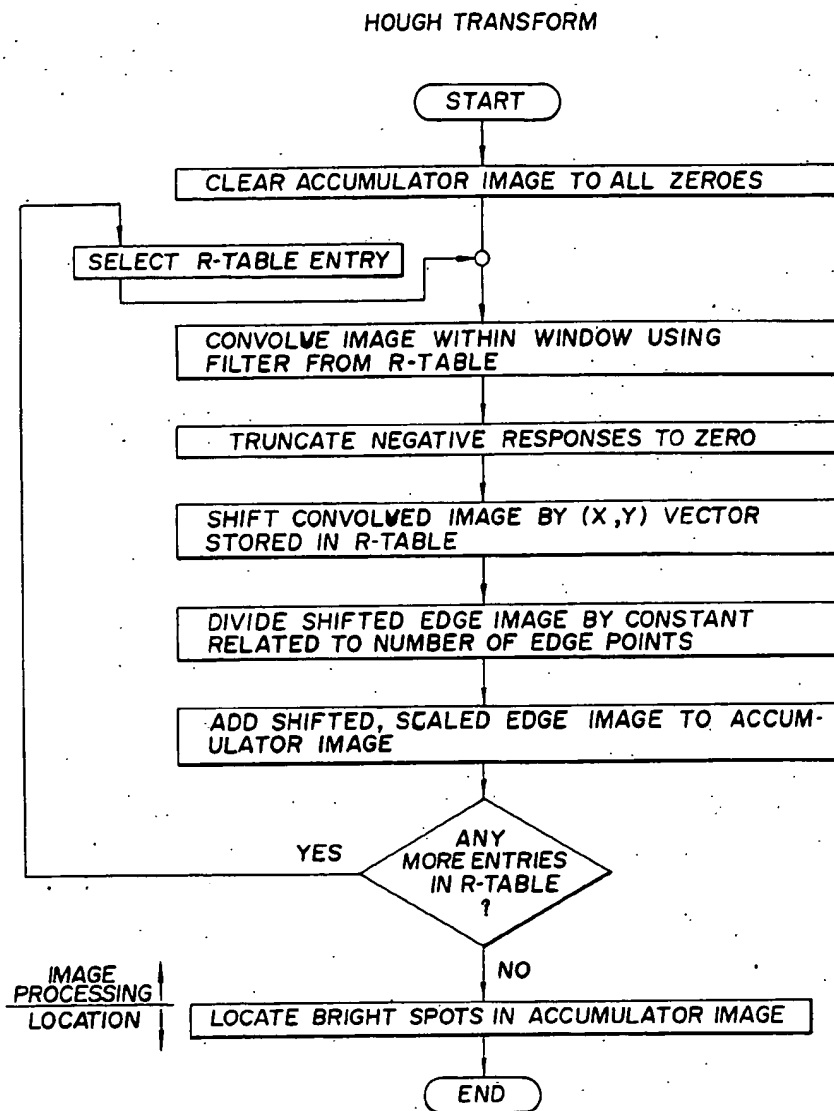 HOUGH TRANSFORM
START
CLEAR ACCUMULATOR IMAGE TO ALL ZEROES
SELECT R-TABLE ENTRY
CONVOLVE IMAGE WITHIN WINDOW USING
FILTER FROM R-TABLE
TRUNCATE NEGATIVE RESPONSES TO ZERO
SHIFT CONVOLVED IMAGE BY (X,Y) VECTOR
STORED IN R-TABLE
DIVIDE SHIFTED EDGE IMAGE BY CONSTANT
RELATED TO NUMBER OF EDGE POINTS
ADD SHIFTED, SCALED EDGE IMAGE TO ACCUM-
ULATOR IMAGE
ANY
MORE ENTRIES
IN R-TABLE
?
YES
NO
IMAGE
PROCESSING
LOCATION
LOCATE BRIGHT SPOTS IN ACCUMULATOR IMAGE
END